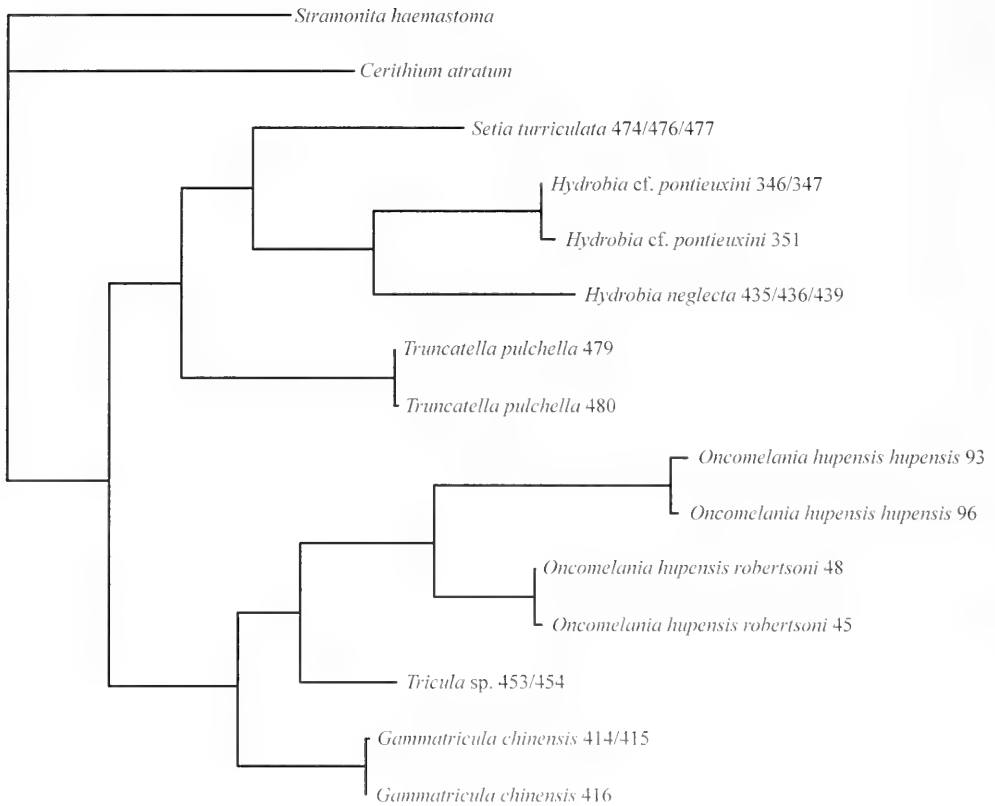 Stramonita haemastoma
Cerithium atratum
Setia turriculata 474/476/477
Hydrobia cf. pontieuxini 346/347
Hydrobia cf. pontieuxini 351
Hydrobia neglecta 435/436/439
Truncatella pulchella 479
Truncatella pulchella 480
Oncomelania hupensis hupensis 93
Oncomelania hupensis hupensis 96
Oncomelania hupensis robertsoni 48
Oncomelania hupensis robertsoni 45
Tricula sp. 453/454
Gammatricula chinensis 414/415
Gammatricula chinensis 416